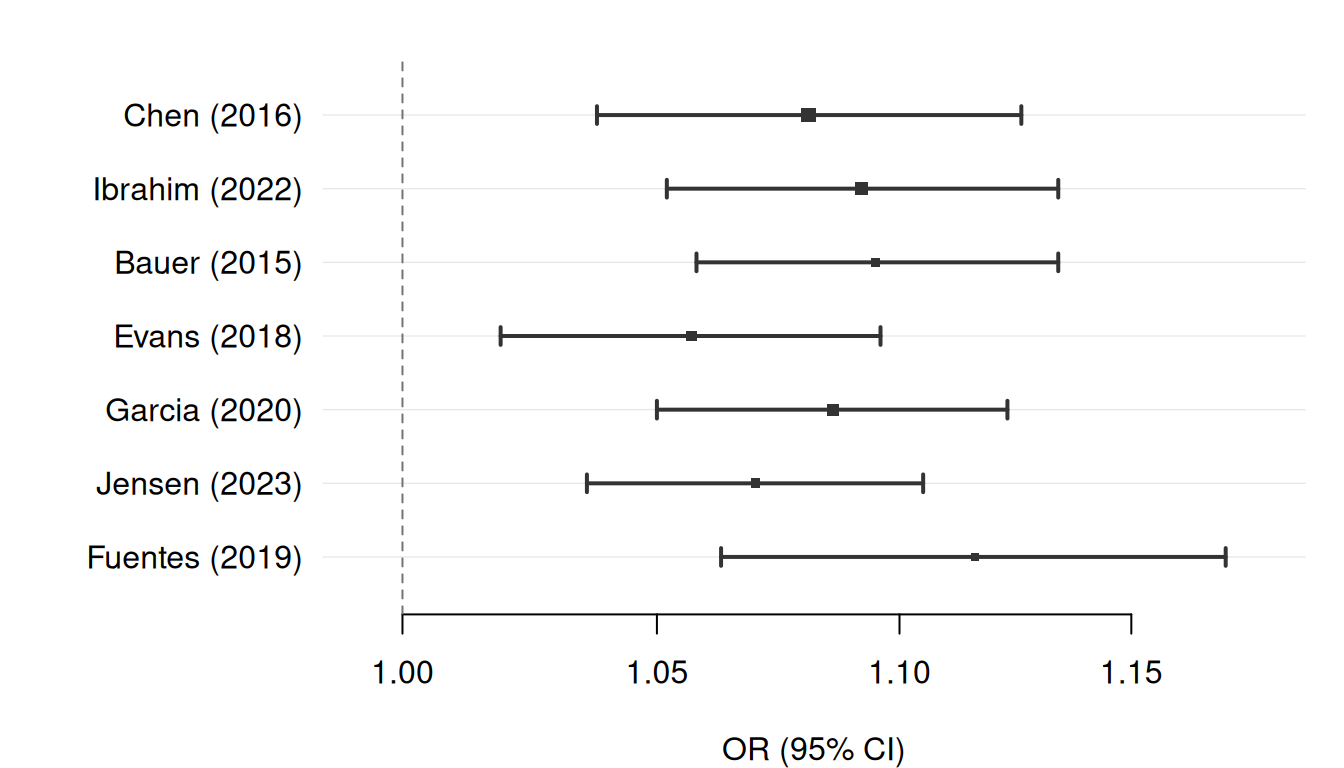 Chen (2016)
Ibrahim (2022)
Bauer (2015)
Evans (2018)
Garcia (2020)
Jensen (2023)
Fuentes (2019)
1.00 1.05 1.10 1.15
OR (95% CI)